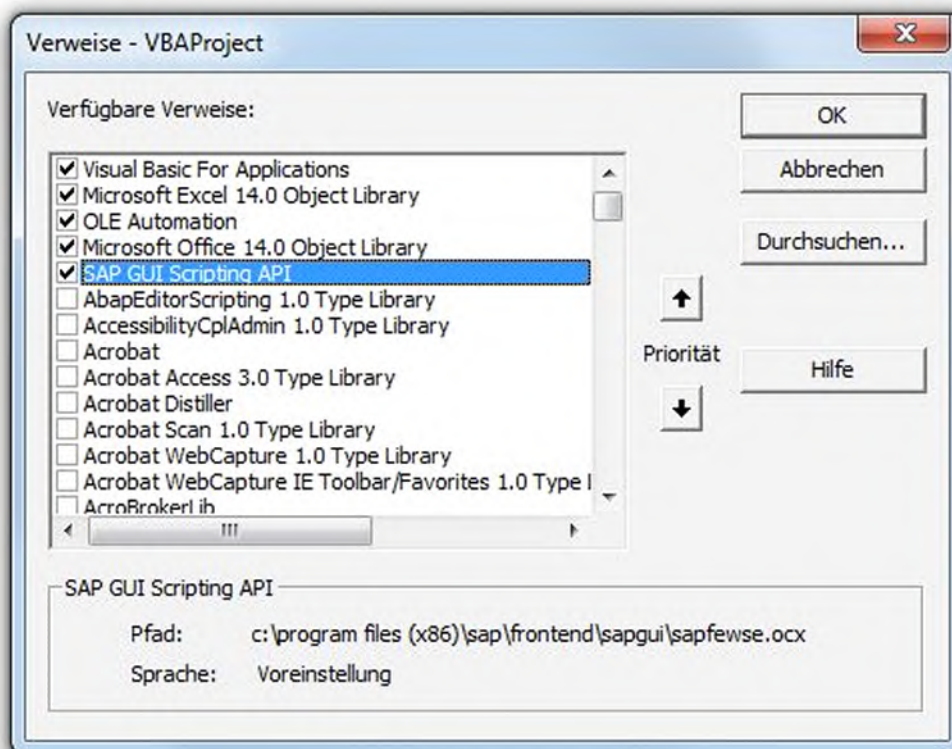 Verweise - VBAProject
Verfügbare Verweise:
Visual Basic For Applications
Microsoft Excel 14.0 Object Library
OLE Automation
Microsoft Office 14.0 Object Library
SAP GUI Scripting API
AbapEditorScripting 1.0 Type Library
AccessibilityCplAdmin 1.0 Type Library
Acrobat
Acrobat Access 3.0 Type Library
Acrobat Distiller
Acrobat Scan 1.0 Type Library
Acrobat WebCapture 1.0 Type Library
Acrobat WebCapture IE Toolbar/Favorites 1.0 Type l
AcroBrokerLib
OK
Abbrechen
Durchsuchen...
Priorität
Hilfe
SAP GUI Scripting API
Pfad: c:\program files (x86)\sap\frontend\sapgui\sapfewse.ocx
Sprache: Voreinstellung